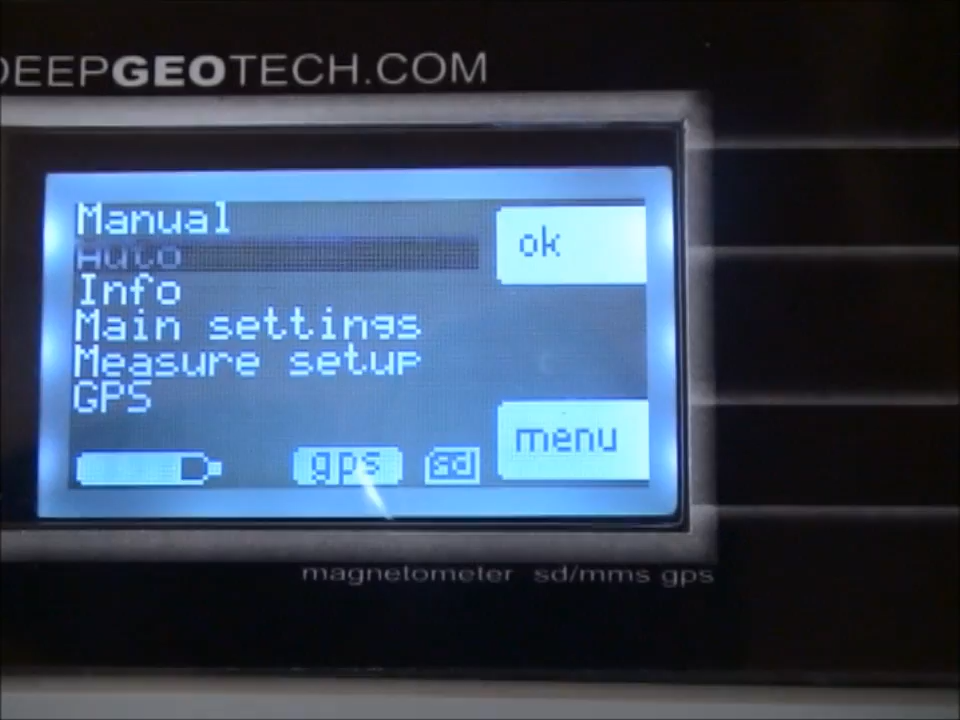 DEEPGEOTECH.COM
Manual
Auto
Info
Main settings
Measure setup
GPS
ok
menu
gps
sd
magnetometer sd/mms gps